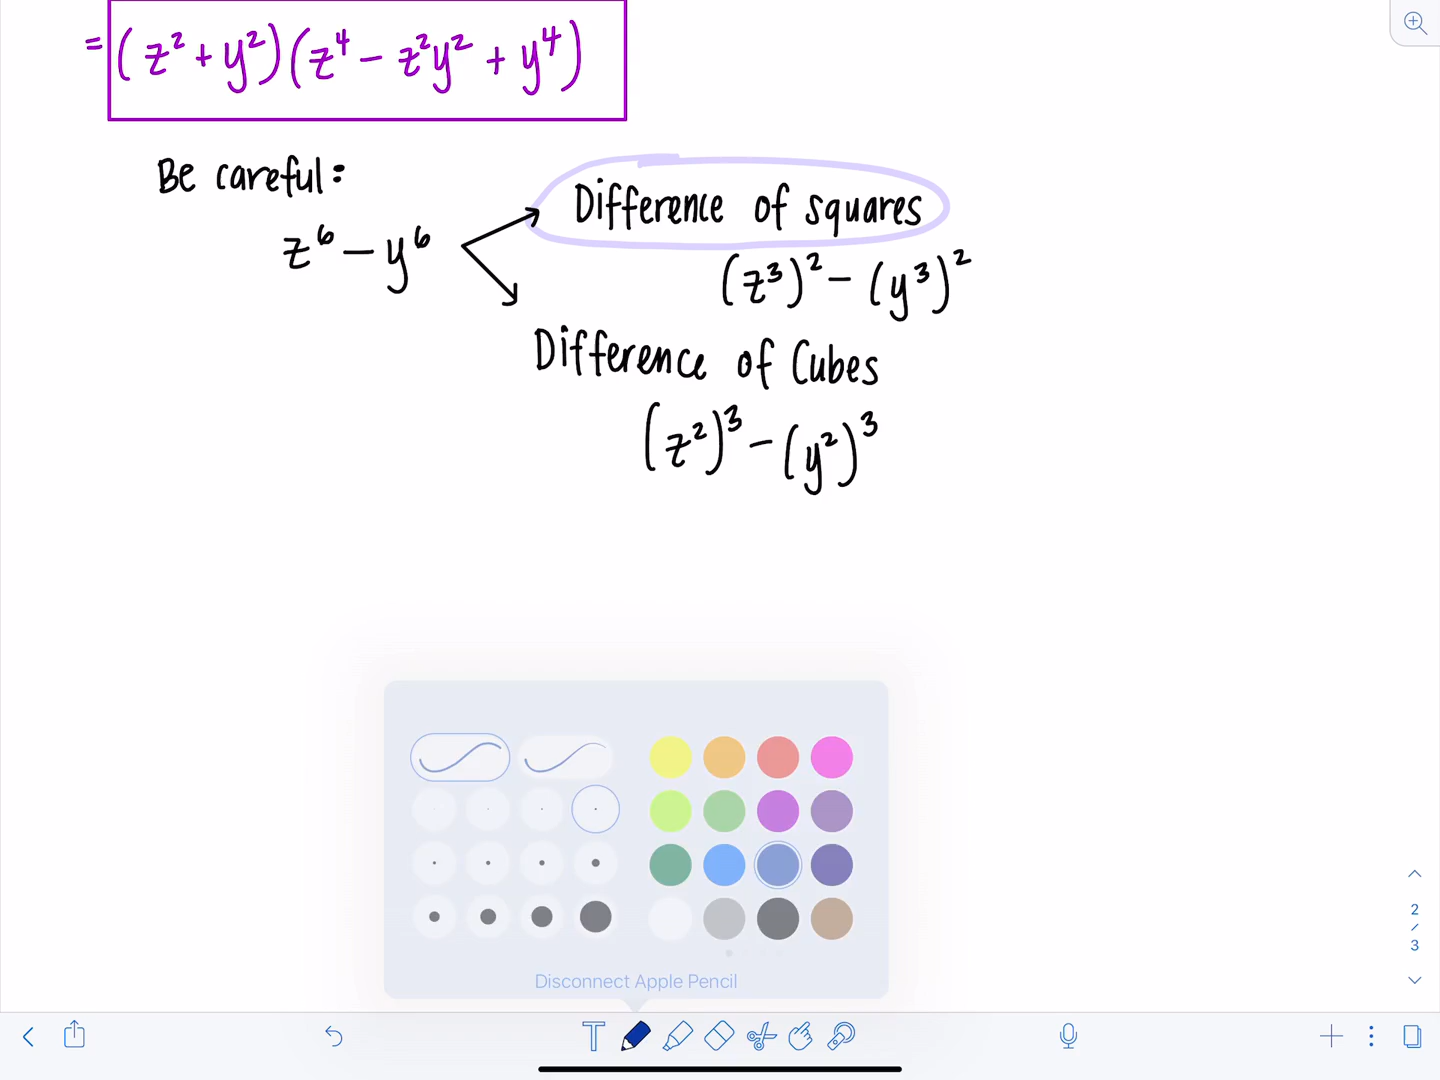 = (z² + y²)(z⁴ − z²y² + y⁴)
Be careful:
Difference of squares
z⁶ − y⁶
(z³)² − (y³)²
Difference of Cubes
(z²)³ − (y²)³
Disconnect Apple Pencil
2
/
3
T